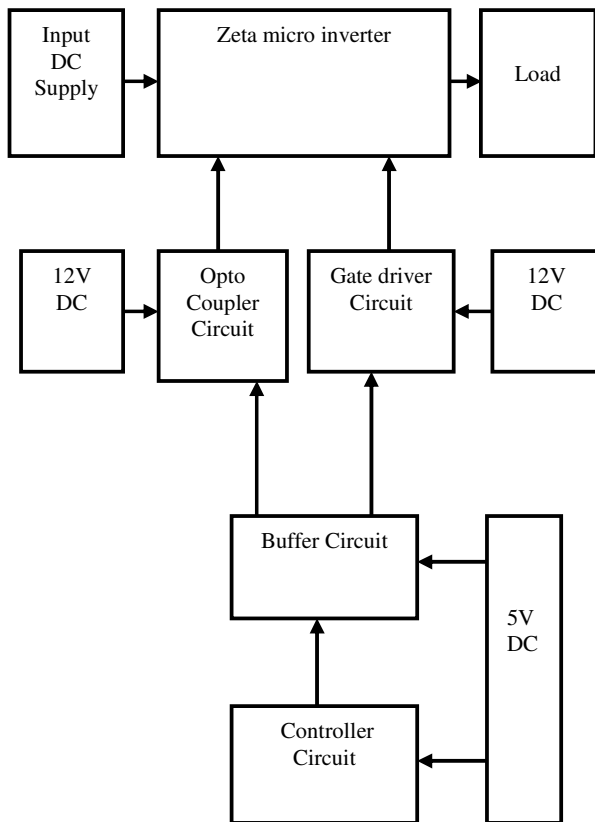 Input
DC
Supply
Zeta micro inverter
Load
12V
DC
Opto
Coupler
Circuit
Gate driver
Circuit
12V
DC
Buffer Circuit
5V
DC
Controller
Circuit